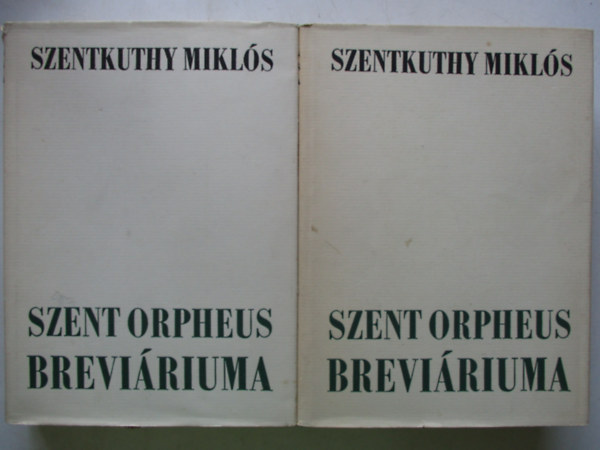 SZENTKUTHY MIKLÓS
SZENT ORPHEUS
BREVIÁRIUMA
SZENTKUTHY MIKLÓS
SZENT ORPHEUS
BREVIÁRIUMA